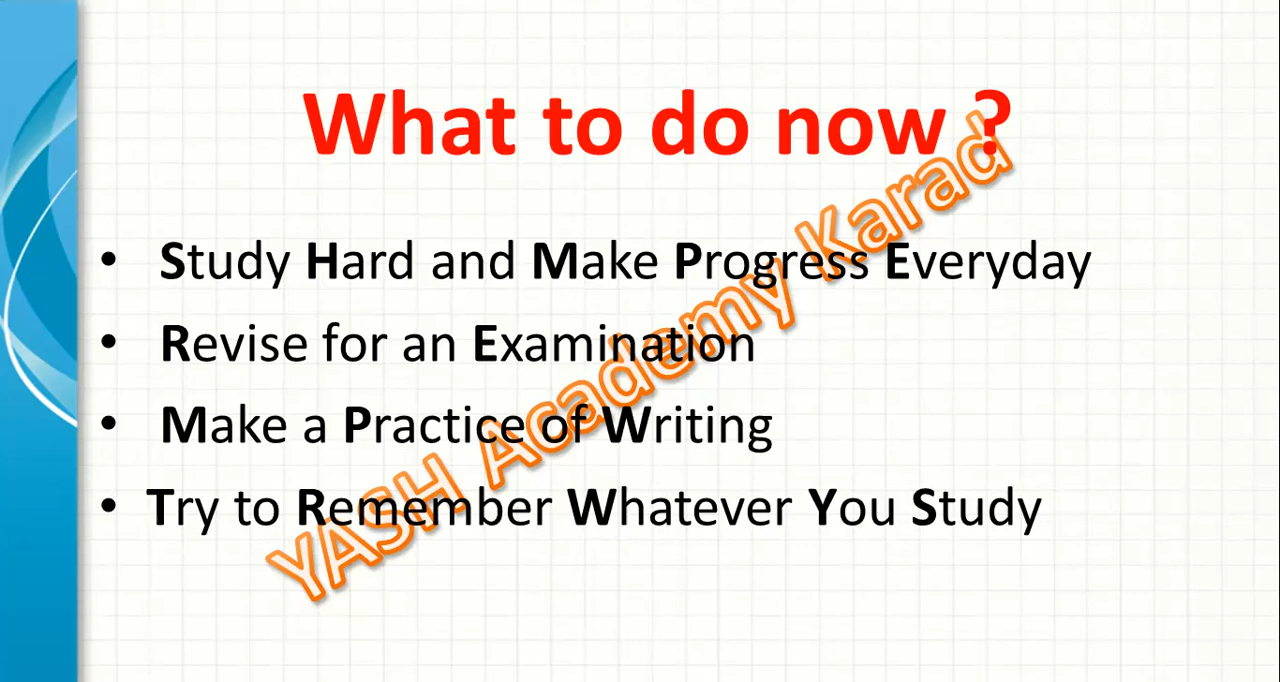 What to do now ?
• Study Hard and Make Progress Everyday
• Revise for an Examination
• Make a Practice of Writing
• Try to Remember Whatever You Study
YASH Academy Karad